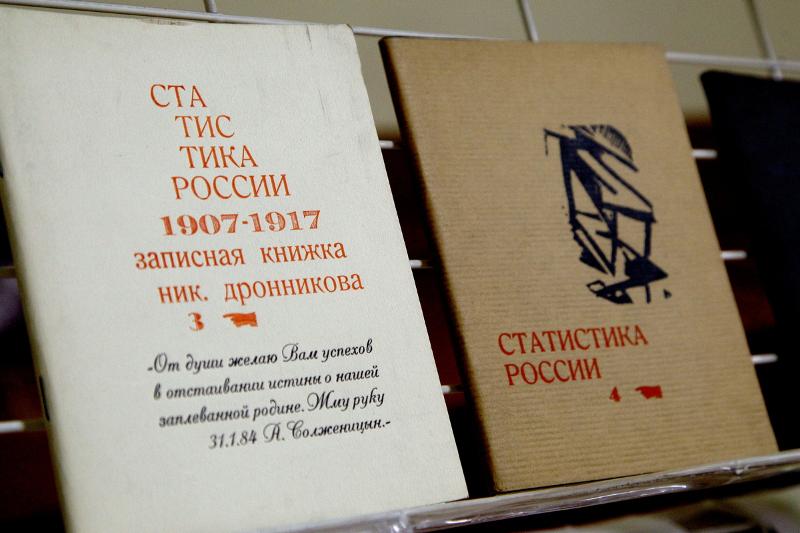 СТА
ТИС
ТИКА
РОССИИ
1907-1917
записная книжка
ник. дронникова
3
-От души желаю Вам успехов
в отстаивании истины о нашей
заплеванной родине. Жму руку
31.1.84 А. Солженицын.-
СТАТИСТИКА
РОССИИ
4